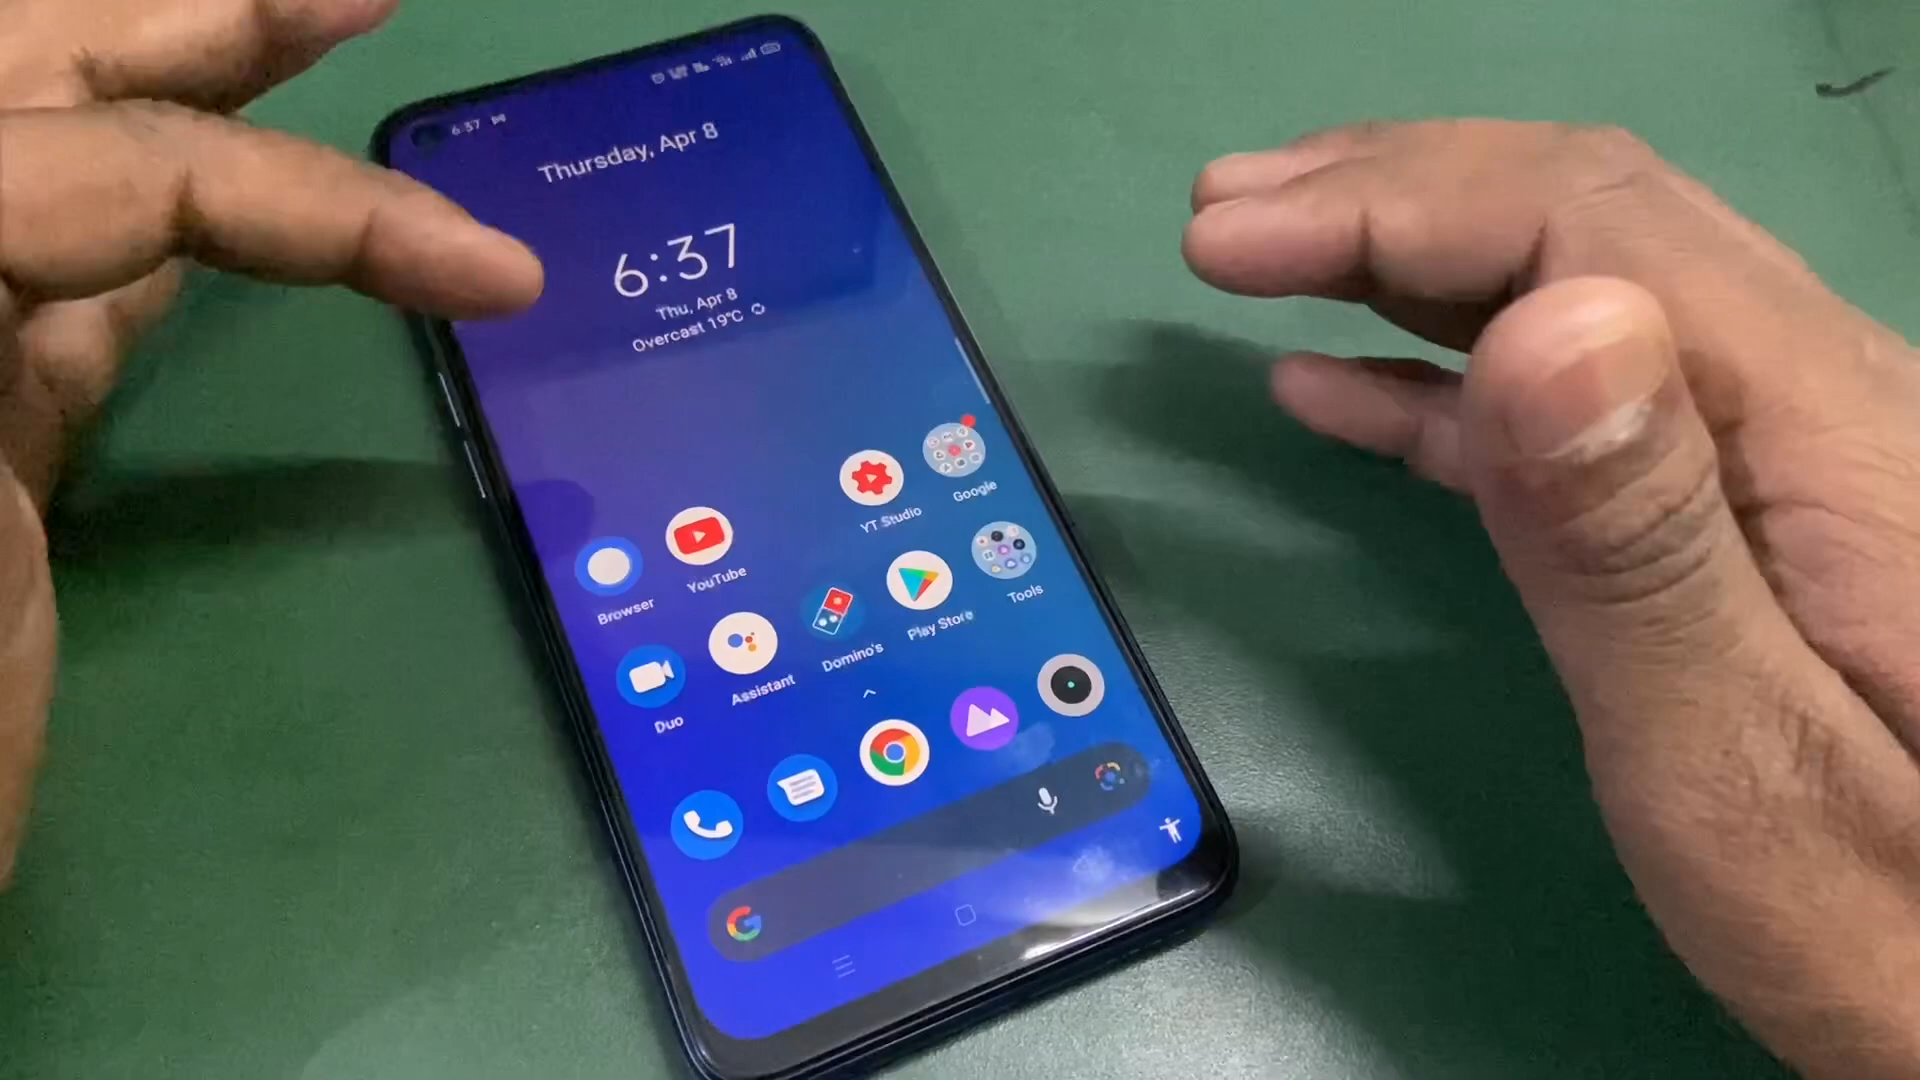 6:37
Thursday, Apr 8
6:37
Thu, Apr 8
Overcast 19°C
YT Studio
Google
Browser
YouTube
Tools
Duo
Assistant
Domino's
Play Store